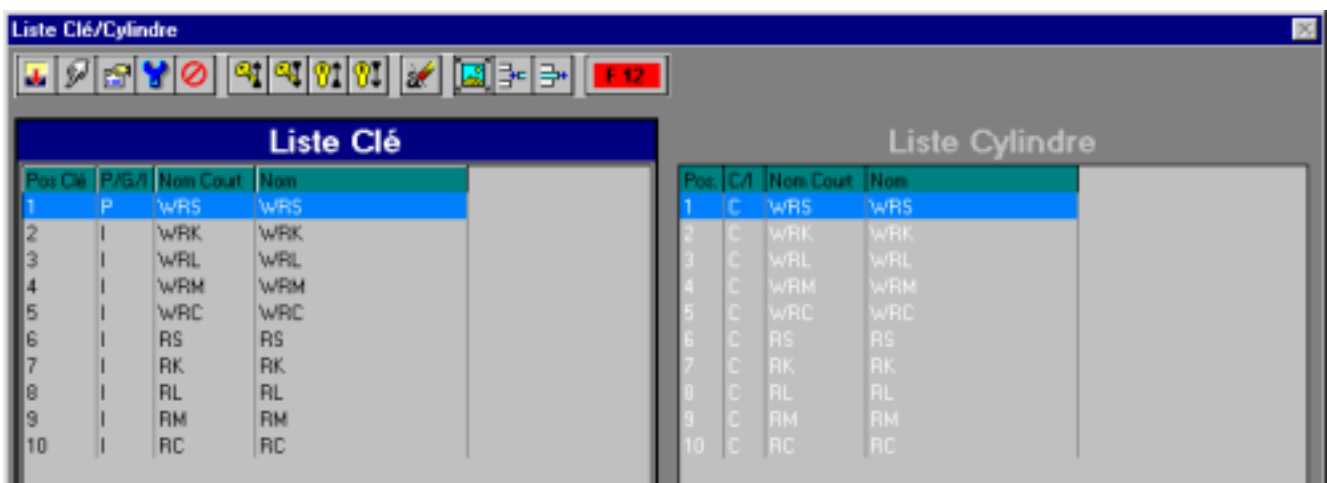 Liste Clé/Cylindre
F 12
Liste Clé
Pos Clé P/G/I Nom Court Nom
1 P WRS WRS
2 I WRK WRK
3 I WRL WRL
4 I WRM WRM
5 I WRC WRC
6 I RS RS
7 I RK RK
8 I RL RL
9 I RM RM
10 I RC RC
Liste Cylindre
Pos. C/I Nom Court Nom
1 C WRS WRS
2 C WRK WRK
3 C WRL WRL
4 C WRM WRM
5 C WRC WRC
6 C RS RS
7 C RK RK
8 C RL RL
9 C RM RM
10 C RC RC